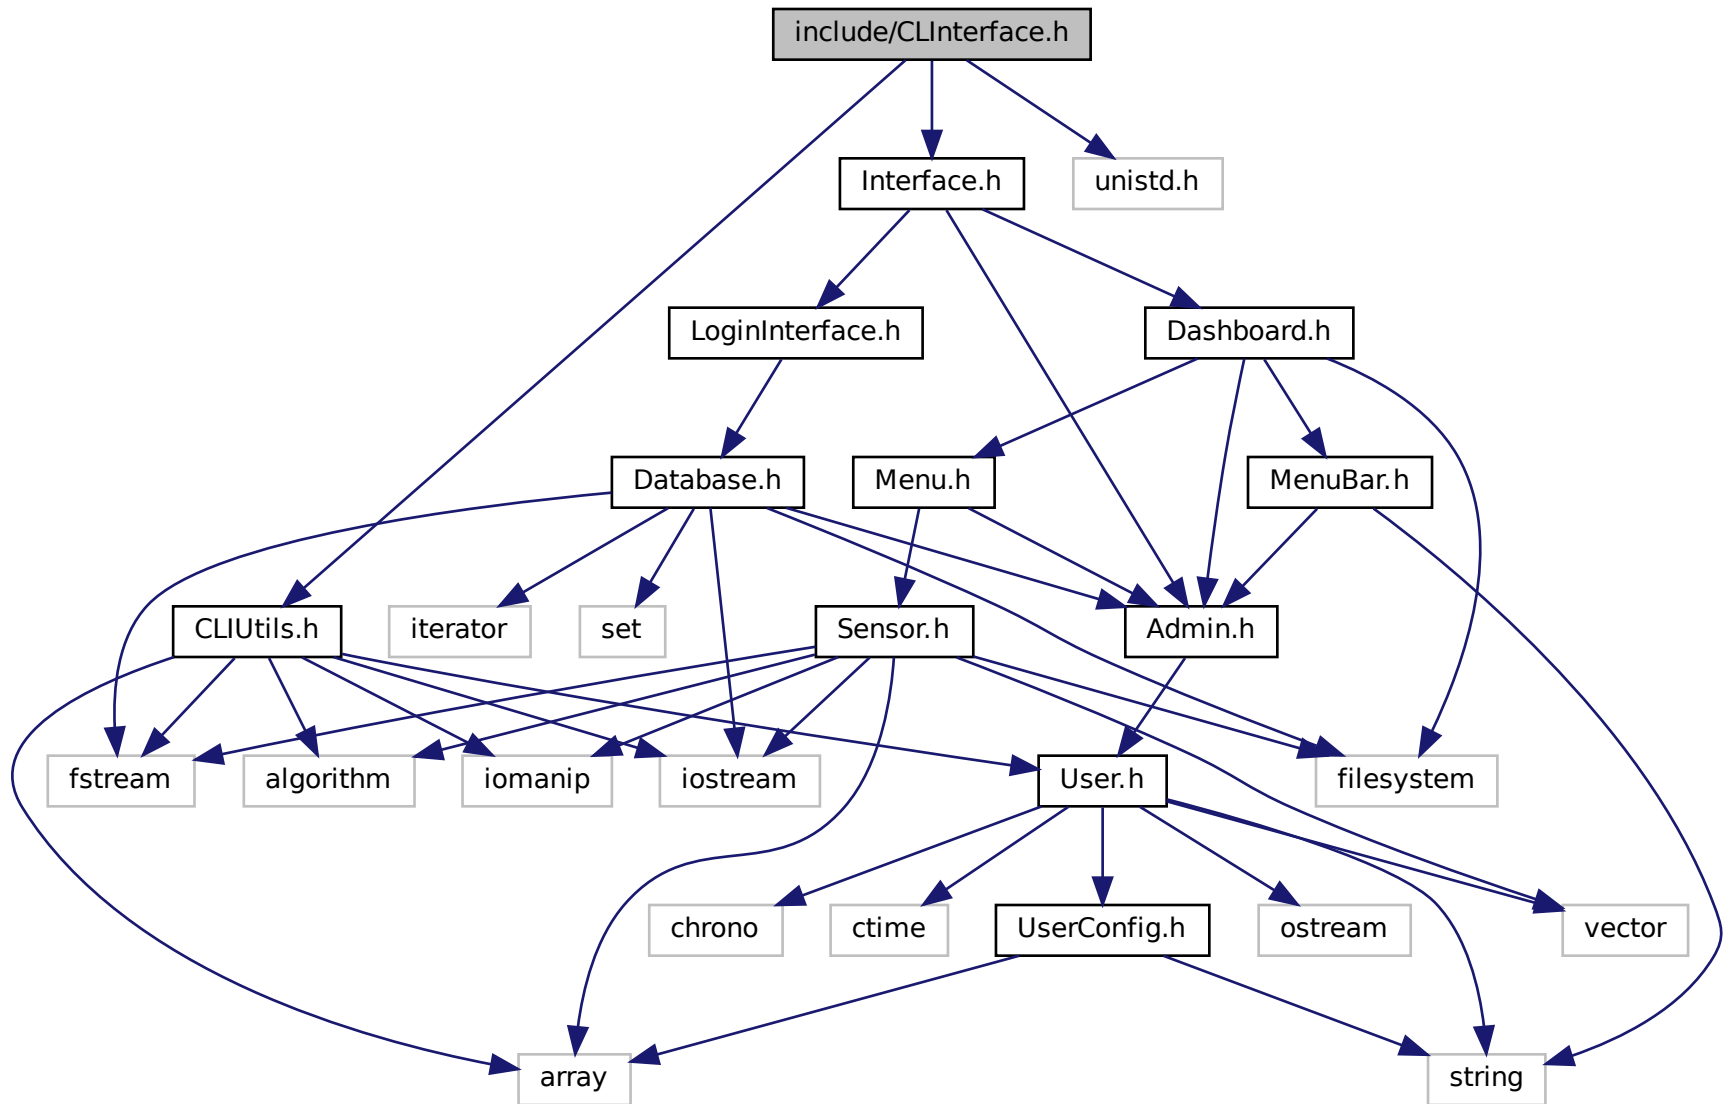 include/CLInterface.h
Interface.h
unistd.h
LoginInterface.h
Dashboard.h
Database.h
Menu.h
MenuBar.h
CLIUtils.h
iterator
set
Sensor.h
Admin.h
fstream
algorithm
iomanip
iostream
User.h
filesystem
chrono
ctime
UserConfig.h
ostream
vector
array
string